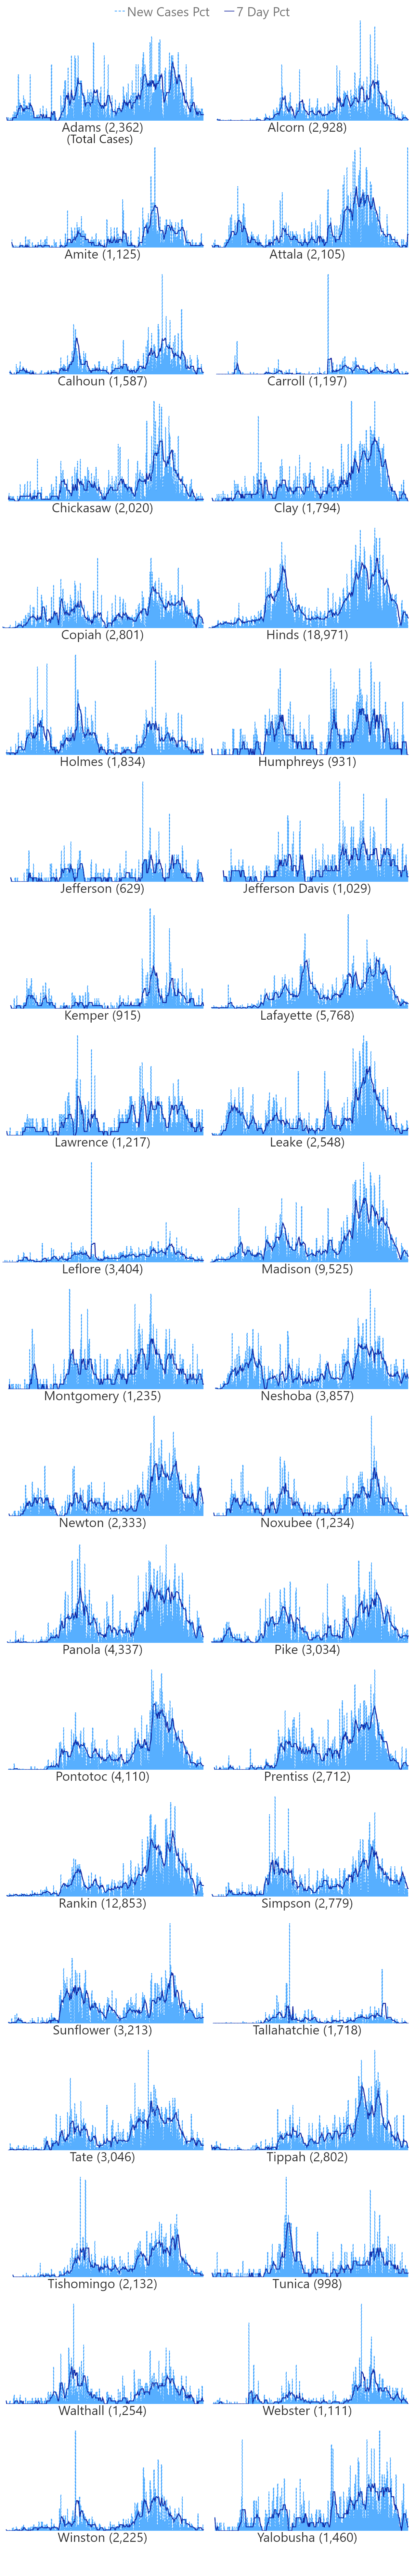 New Cases Pct 7 Day Pct
Adams (2,362) Alcorn (2,928)
(Total Cases)
Amite (1,125) Attala (2,105)
Calhoun (1,587) Carroll (1,197)
Chickasaw (2,020) Clay (1,794)
Copiah (2,801) Hinds (18,971)
Holmes (1,834) Humphreys (931)
Jefferson (629) Jefferson Davis (1,029)
Kemper (915) Lafayette (5,768)
Lawrence (1,217) Leake (2,548)
Leflore (3,404) Madison (9,525)
Montgomery (1,235) Neshoba (3,857)
Newton (2,333) Noxubee (1,234)
Panola (4,337) Pike (3,034)
Pontotoc (4,110) Prentiss (2,712)
Rankin (12,853) Simpson (2,779)
Sunflower (3,213) Tallahatchie (1,718)
Tate (3,046) Tippah (2,802)
Tishomingo (2,132) Tunica (998)
Walthall (1,254) Webster (1,111)
Winston (2,225) Yalobusha (1,460)